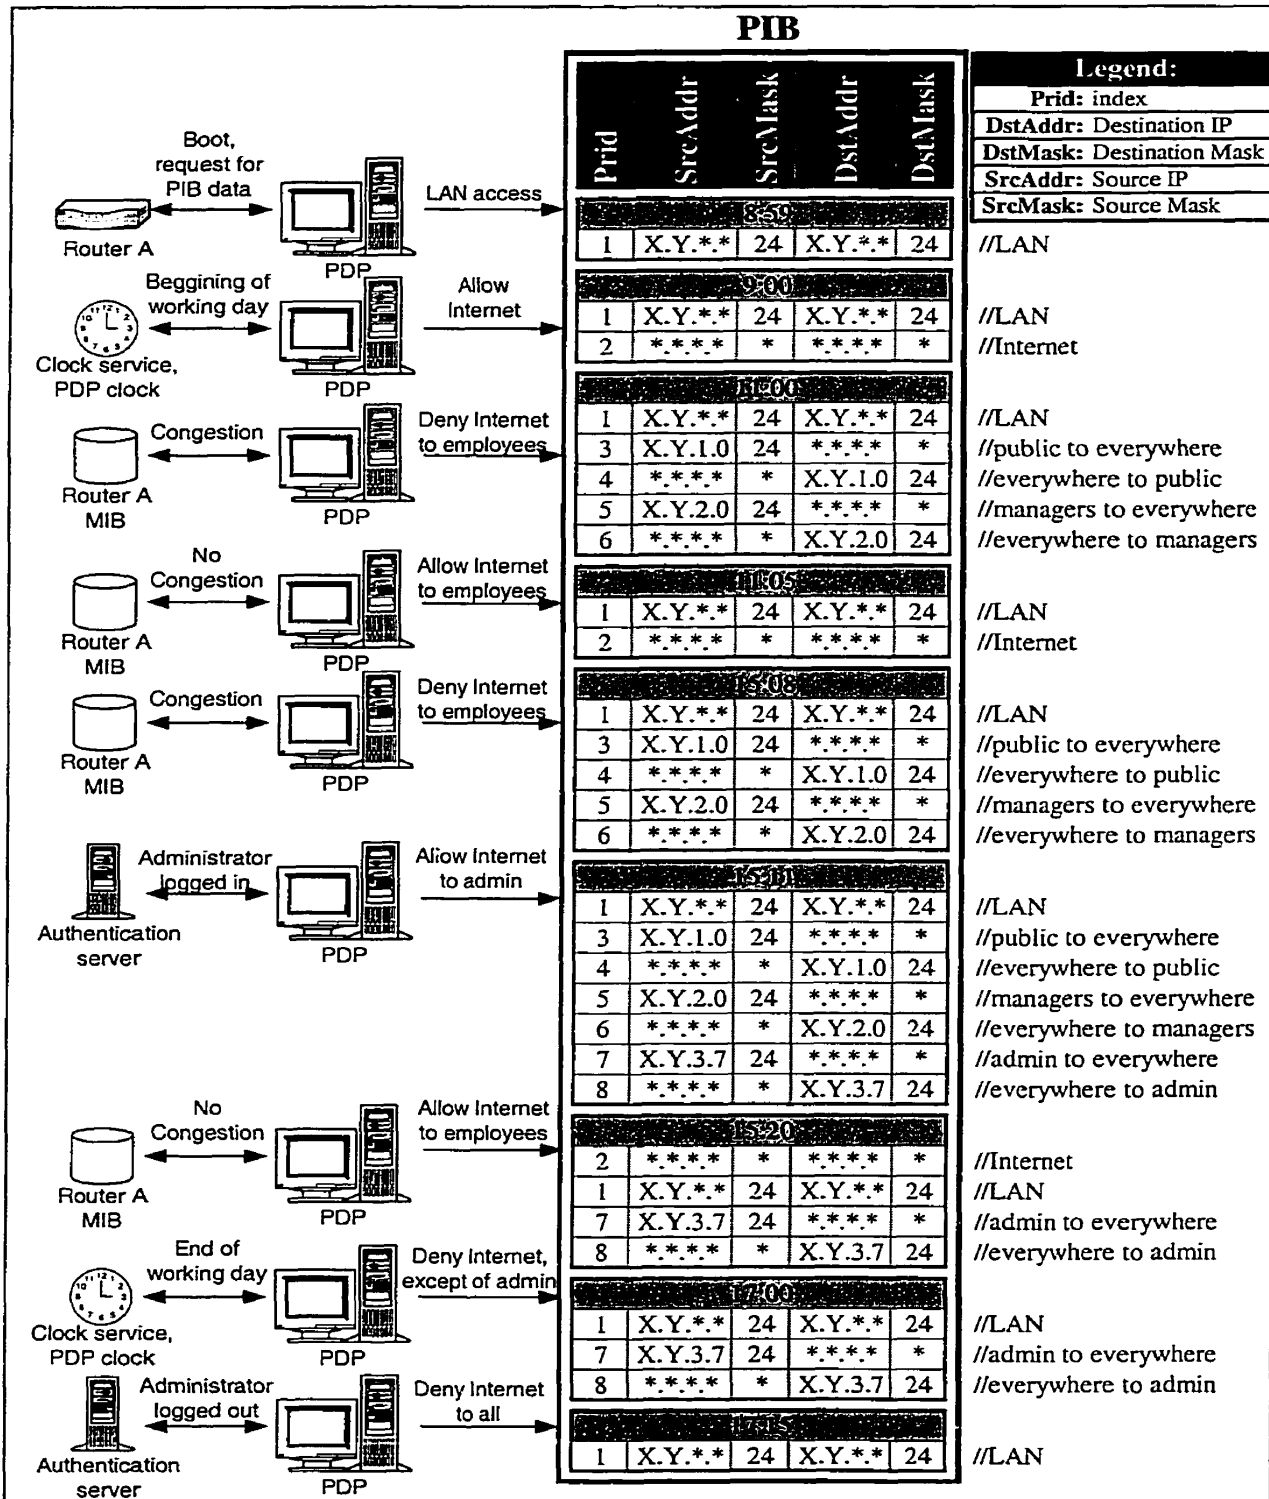 PIB
Prid SrcAddr SrcMask DstAddr DstMask
Legend:
Prid: index
DstAddr: Destination IP
DstMask: Destination Mask
SrcAddr: Source IP
SrcMask: Source Mask
Boot,
request for
PIB data
Router A
PDP
LAN access
8:59
1 X.Y.*.* 24 X.Y.*.* 24 //LAN
Beggining of
working day
Clock service,
PDP clock
PDP
Allow
Internet
9:00
1 X.Y.*.* 24 X.Y.*.* 24 //LAN
2 *.*.*.* * *.*.*.* * //Internet
Congestion
Router A
MIB
PDP
Deny Internet
to employees
11:00
1 X.Y.*.* 24 X.Y.*.* 24 //LAN
3 X.Y.1.0 24 *.*.*.* * //public to everywhere
4 *.*.*.* * X.Y.1.0 24 //everywhere to public
5 X.Y.2.0 24 *.*.*.* * //managers to everywhere
6 *.*.*.* * X.Y.2.0 24 //everywhere to managers
No
Congestion
Router A
MIB
PDP
Allow Internet
to employees
11:05
1 X.Y.*.* 24 X.Y.*.* 24 //LAN
2 *.*.*.* * *.*.*.* * //Internet
Congestion
Router A
MIB
PDP
Deny Internet
to employees
15:08
1 X.Y.*.* 24 X.Y.*.* 24 //LAN
3 X.Y.1.0 24 *.*.*.* * //public to everywhere
4 *.*.*.* * X.Y.1.0 24 //everywhere to public
5 X.Y.2.0 24 *.*.*.* * //managers to everywhere
6 *.*.*.* * X.Y.2.0 24 //everywhere to managers
Administrator
logged in
Authentication
server
PDP
Allow Internet
to admin
15:11
1 X.Y.*.* 24 X.Y.*.* 24 //LAN
3 X.Y.1.0 24 *.*.*.* * //public to everywhere
4 *.*.*.* * X.Y.1.0 24 //everywhere to public
5 X.Y.2.0 24 *.*.*.* * //managers to everywhere
6 *.*.*.* * X.Y.2.0 24 //everywhere to managers
7 X.Y.3.7 24 *.*.*.* * //admin to everywhere
8 *.*.*.* * X.Y.3.7 24 //everywhere to admin
No
Congestion
Router A
MIB
PDP
Allow Internet
to employees
15:20
2 *.*.*.* * *.*.*.* * //Internet
1 X.Y.*.* 24 X.Y.*.* 24 //LAN
7 X.Y.3.7 24 *.*.*.* * //admin to everywhere
8 *.*.*.* * X.Y.3.7 24 //everywhere to admin
End of
working day
Clock service,
PDP clock
PDP
Deny Internet,
except of admin
17:00
1 X.Y.*.* 24 X.Y.*.* 24 //LAN
7 X.Y.3.7 24 *.*.*.* * //admin to everywhere
8 *.*.*.* * X.Y.3.7 24 //everywhere to admin
Administrator
logged out
Authentication
server
PDP
Deny Internet
to all
17:15
1 X.Y.*.* 24 X.Y.*.* 24 //LAN